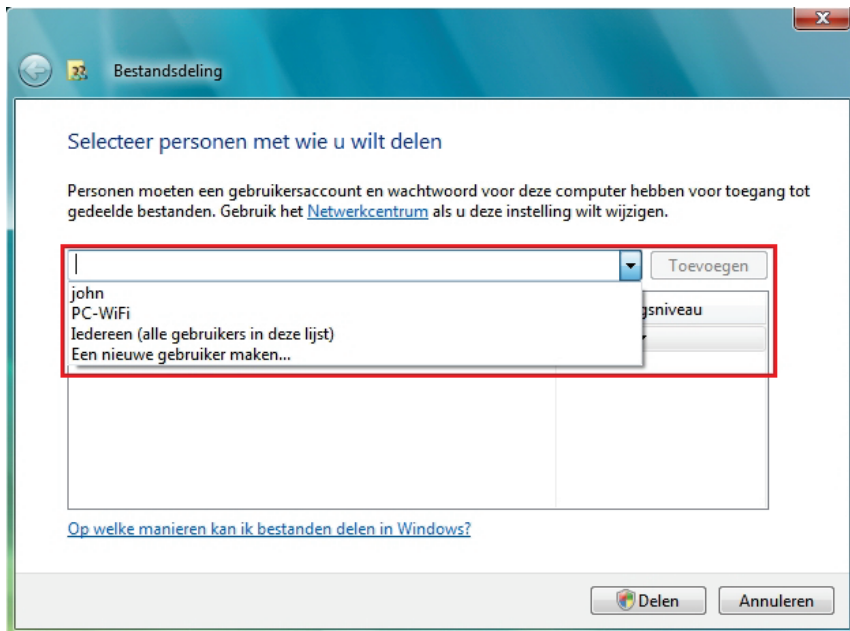 Bestandsdeling
Selecteer personen met wie u wilt delen
Personen moeten een gebruikersaccount en wachtwoord voor deze computer hebben voor toegang tot
gedeelde bestanden. Gebruik het Netwerkcentrum als u deze instelling wilt wijzigen.
Toevoegen
john
PC-WiFi
Iedereen (alle gebruikers in deze lijst)
Een nieuwe gebruiker maken...
Op welke manieren kan ik bestanden delen in Windows?
Delen
Annuleren